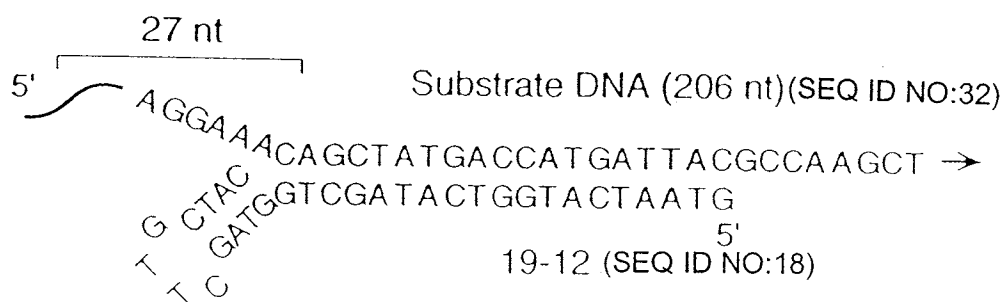 27 nt
5'
Substrate DNA (206 nt)(SEQ ID NO:32)
AGGAAACAGCTATGACCATGATTACGCCAAGCT →
CTAC
GATGGTCGATACTGGTACTAATG
G
T
T
C
5'
19-12 (SEQ ID NO:18)